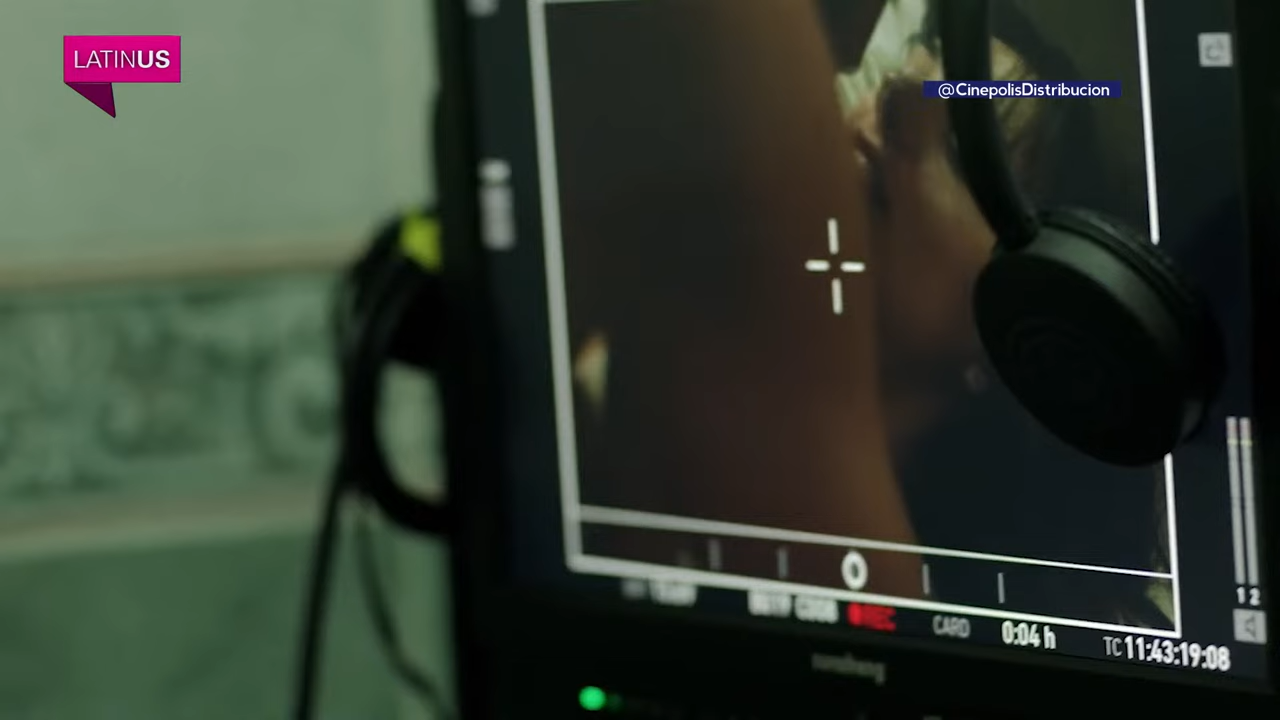 LATINUS
@CinepolisDistribucion
REC
CARD
0:04 h
TC 11:43:19:08
1 2